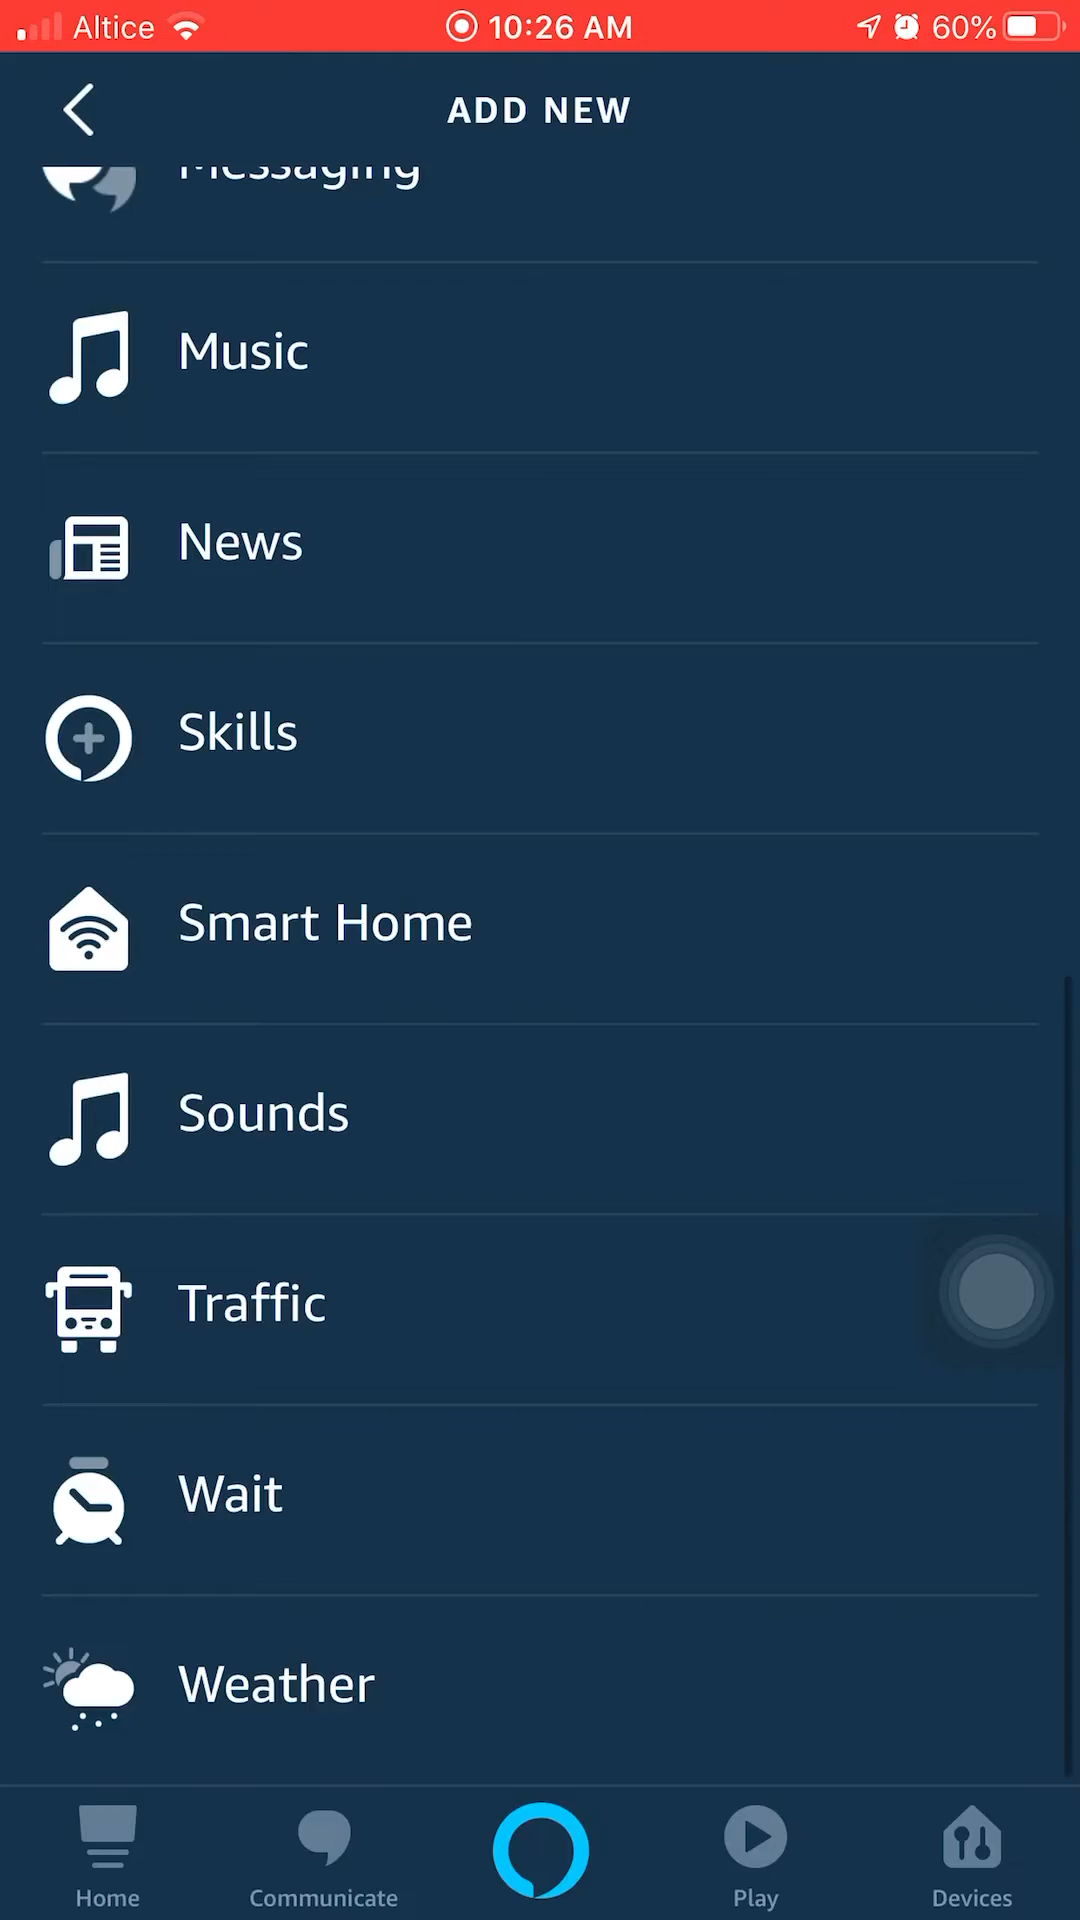 Altice 10:26 AM 60%
ADD NEW
Messaging
Music
News
Skills
Smart Home
Sounds
Traffic
Wait
Weather
Home Communicate Play Devices